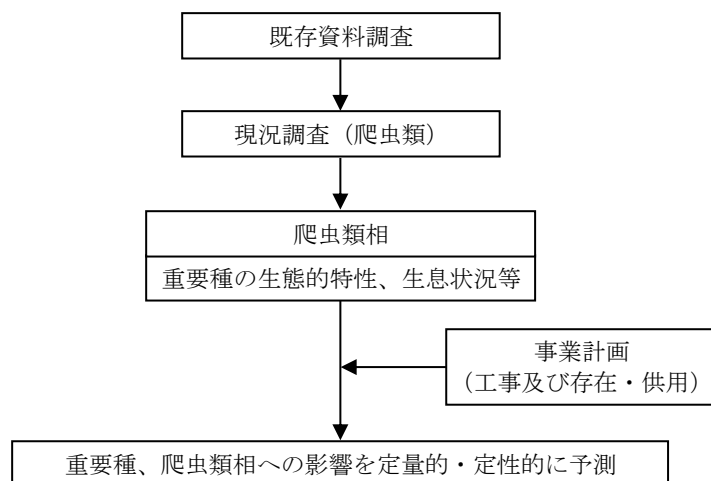 既存資料調査
現況調査（爬虫類）
爬虫類相
重要種の生態的特性、生息状況等
事業計画
（工事及び存在・供用）
重要種、爬虫類相への影響を定量的・定性的に予測